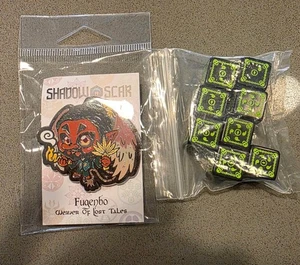 SHADOW SCAR
Fugenbo
Weaver Of Lost Tales